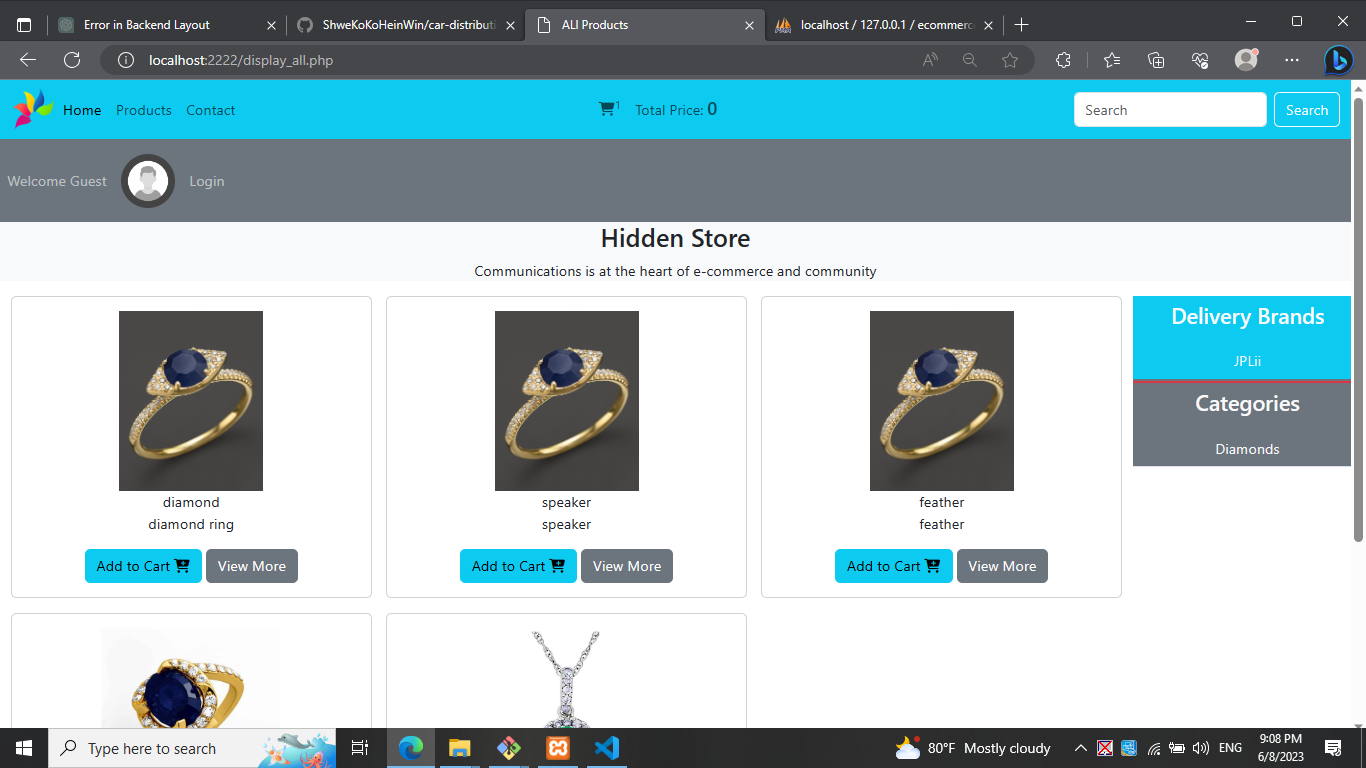 Error in Backend Layout
ShweKoKoHeinWin/car-distributi
ALl Products
localhost / 127.0.0.1 / ecommerc
localhost:2222/display_all.php
Home Products Contact
1 Total Price: 0
Search
Search
Welcome Guest
Login
Hidden Store
Communications is at the heart of e-commerce and community
Delivery Brands
JPLii
Categories
Diamonds
diamond
diamond ring
Add to Cart View More
speaker
speaker
Add to Cart View More
feather
feather
Add to Cart View More
Type here to search
80°F Mostly cloudy
ENG
9:08 PM
6/8/2023